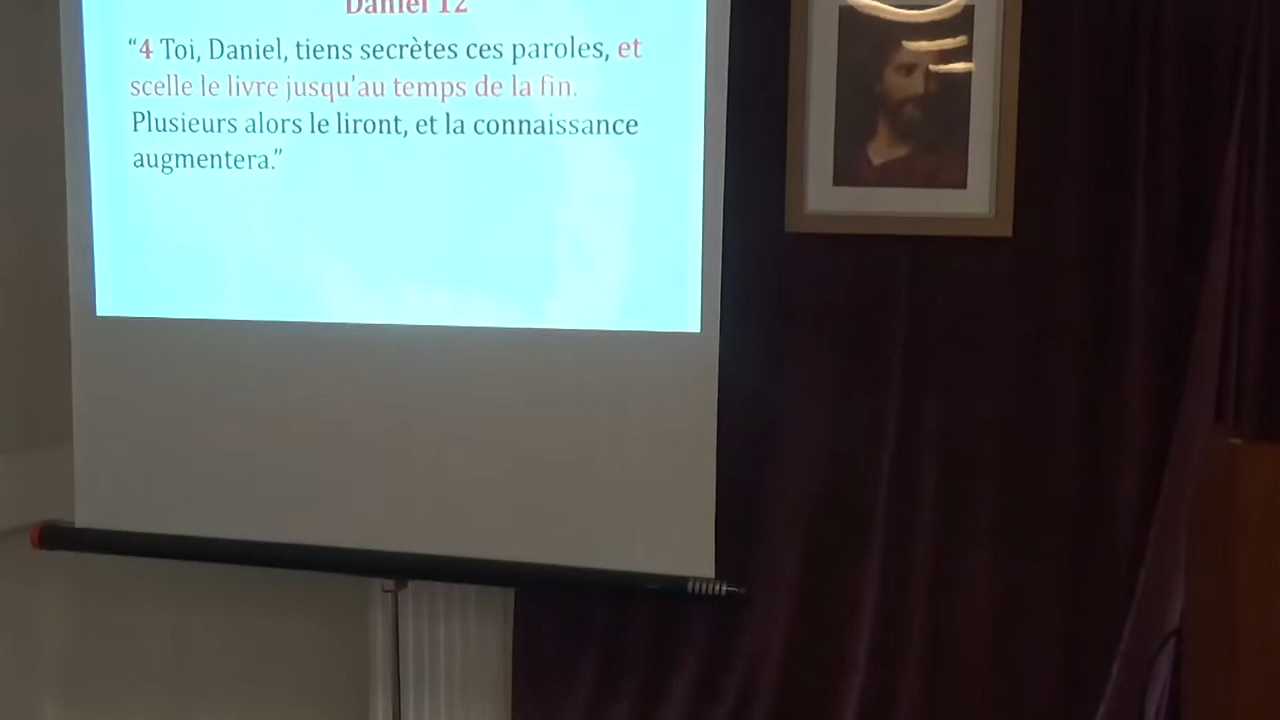 Daniel 12
“4 Toi, Daniel, tiens secrètes ces paroles, et
scelle le livre jusqu'au temps de la fin.
Plusieurs alors le liront, et la connaissance
augmentera.”